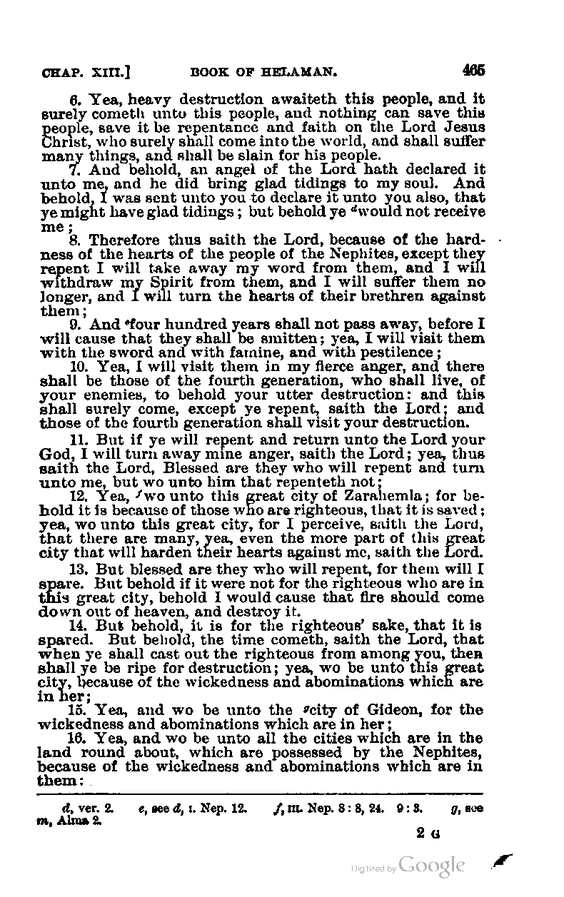 CHAP. XIII.] BOOK OF HELAMAN. 465
6. Yea, heavy destruction awaiteth this people, and it
surely cometh unto this people, and nothing can save this
people, save it be repentance and faith on the Lord Jesus
Christ, who surely shall come into the world, and shall suffer
many things, and shall be slain for his people.
7. And behold, an angel of the Lord hath declared it
unto me, and he did bring glad tidings to my soul. And
behold, I was sent unto you to declare it unto you also, that
ye might have glad tidings; but behold ye dwould not receive
me;
8. Therefore thus saith the Lord, because of the hard-
ness of the hearts of the people of the Nephites, except they
repent I will take away my word from them, and I will
withdraw my Spirit from them, and I will suffer them no
longer, and I will turn the hearts of their brethren against
them;
9. And efour hundred years shall not pass away, before I
will cause that they shall be smitten; yea, I will visit them
with the sword and with famine, and with pestilence;
10. Yea, I will visit them in my fierce anger, and there
shall be those of the fourth generation, who shall live, of
your enemies, to behold your utter destruction: and this
shall surely come, except ye repent, saith the Lord; and
those of the fourth generation shall visit your destruction.
11. But if ye will repent and return unto the Lord your
God, I will turn away mine anger, saith the Lord; yea, thus
saith the Lord, Blessed are they who will repent and turn
unto me, but wo unto him that repenteth not;
12. Yea, fwo unto this great city of Zarahemla; for be-
hold it is because of those who are righteous, that it is saved;
yea, wo unto this great city, for I perceive, saith the Lord,
that there are many, yea, even the more part of this great
city that will harden their hearts against me, saith the Lord.
13. But blessed are they who will repent, for them will I
spare. But behold if it were not for the righteous who are in
this great city, behold I would cause that fire should come
down out of heaven, and destroy it.
14. But behold, it is for the righteous' sake, that it is
spared. But behold, the time cometh, saith the Lord, that
when ye shall cast out the righteous from among you, then
shall ye be ripe for destruction; yea, wo be unto this great
city, because of the wickedness and abominations which are
in her;
15. Yea, and wo be unto the gcity of Gideon, for the
wickedness and abominations which are in her;
16. Yea, and wo be unto all the cities which are in the
land round about, which are possessed by the Nephites,
because of the wickedness and abominations which are in
them:
d, ver. 2. e, see d, I. Nep. 12. f, III. Nep. 8: 8, 24. 9: 3. g, see
m, Alma 2.
2 G
Digitized by Google